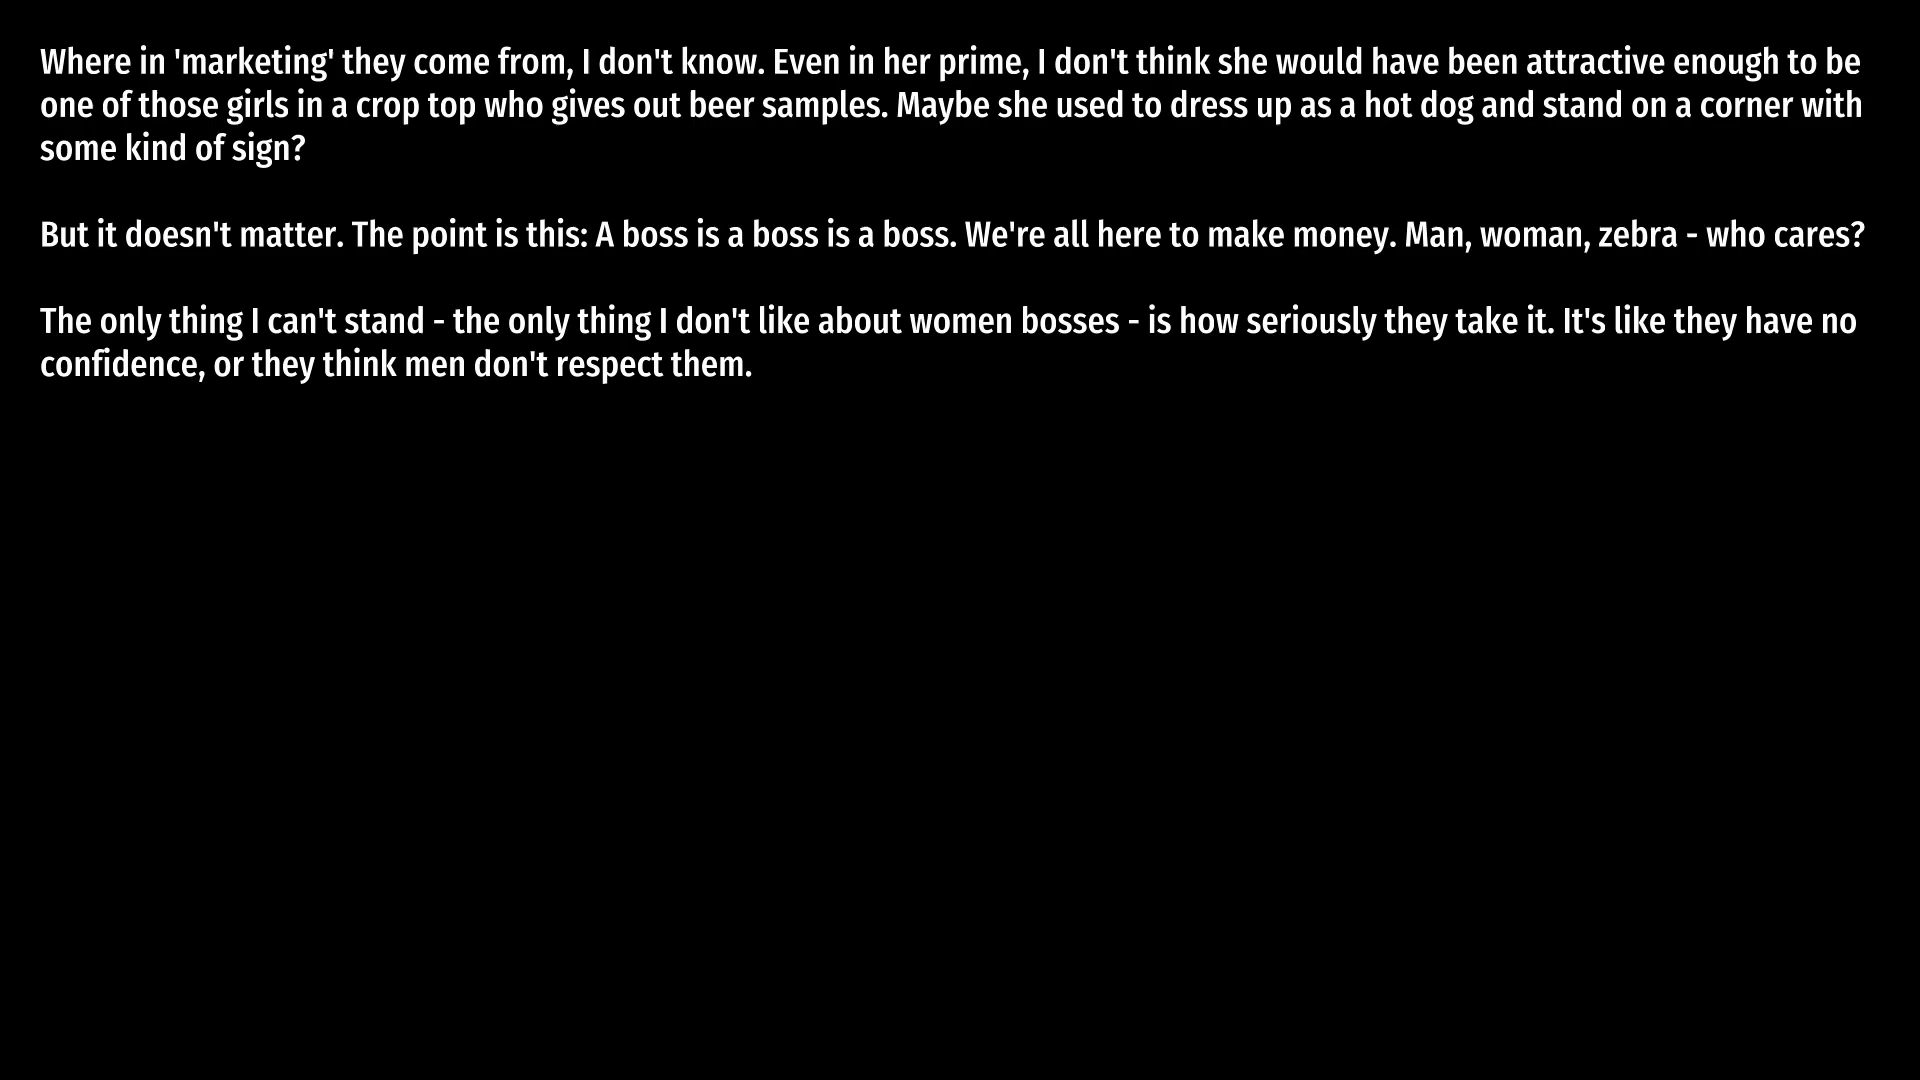 Where in 'marketing' they come from, I don't know. Even in her prime, I don't think she would have been attractive enough to be
one of those girls in a crop top who gives out beer samples. Maybe she used to dress up as a hot dog and stand on a corner with
some kind of sign?
But it doesn't matter. The point is this: A boss is a boss is a boss. We're all here to make money. Man, woman, zebra - who cares?
The only thing I can't stand - the only thing I don't like about women bosses - is how seriously they take it. It's like they have no
confidence, or they think men don't respect them.